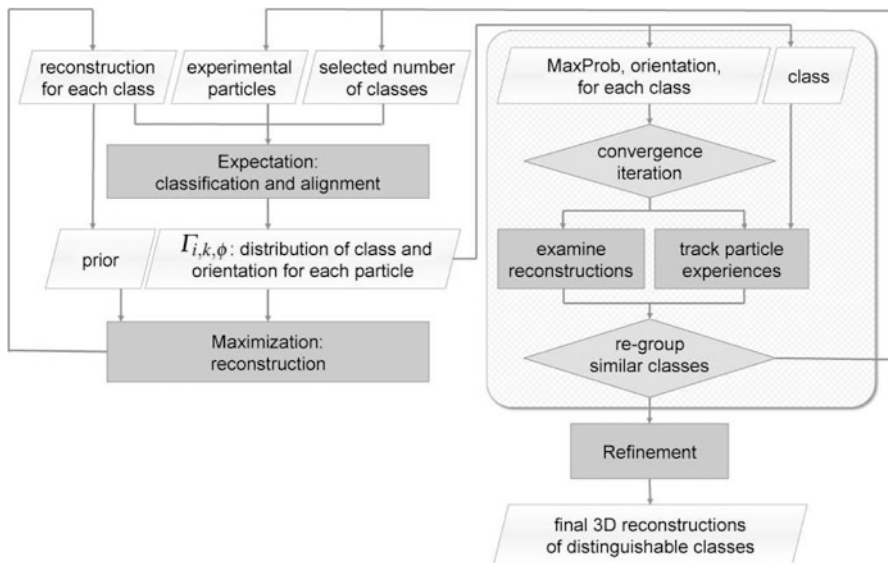 reconstruction
for each class
experimental
particles
selected number
of classes
Expectation:
classification and alignment
prior
Γi,k,ϕ: distribution of class and
orientation for each particle
Maximization:
reconstruction
MaxProb, orientation,
for each class
class
convergence
iteration
examine
reconstructions
track particle
experiences
re-group
similar classes
Refinement
final 3D reconstructions
of distinguishable classes